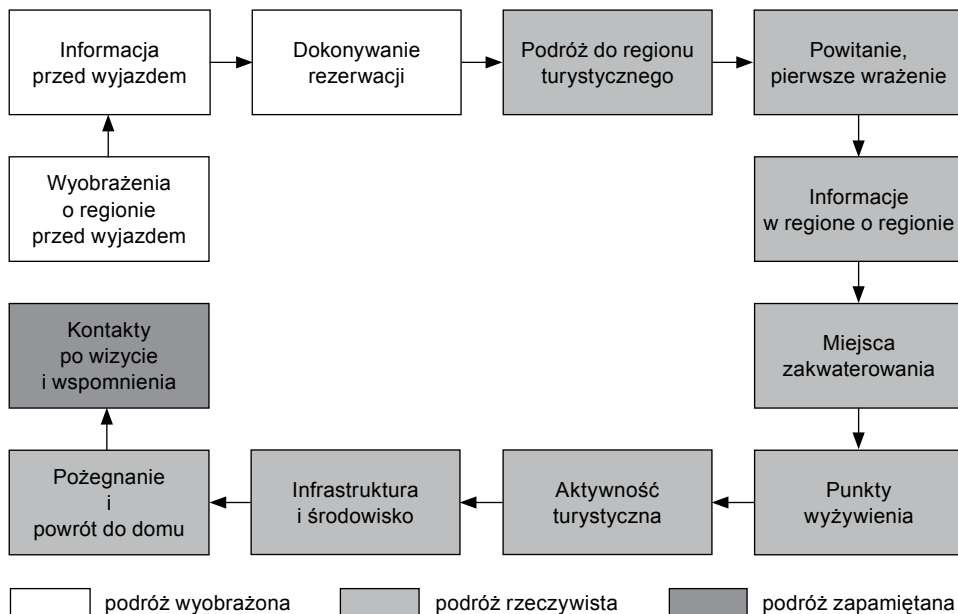 Informacja
przed wyjazdem
Dokonywanie
rezerwacji
Podróż do regionu
turystycznego
Powitanie,
pierwsze wrażenie
Wyobrażenia
o regionie
przed wyjazdem
Informacje
w regione o regionie
Kontakty
po wizycie
i wspomnienia
Miejsca
zakwaterowania
Pożegnanie
i
powrót do domu
Infrastruktura
i środowisko
Aktywność
turystyczna
Punkty
wyżywienia
podróż wyobrażona
podróż rzeczywista
podróż zapamiętana